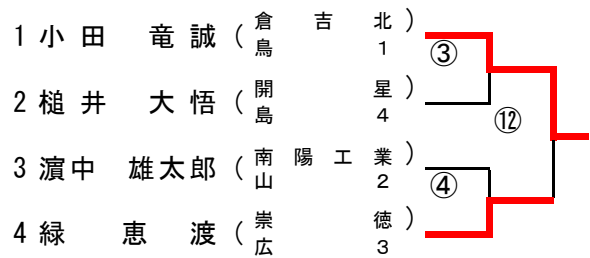 1 小田 竜誠 (倉吉北)
鳥 1
③
2 槌井 大悟 (開星)
島 4
⑫
3 濵中 雄太郎 (南陽工業)
山 2
④
4 緑 恵渡 (崇徳)
広 3